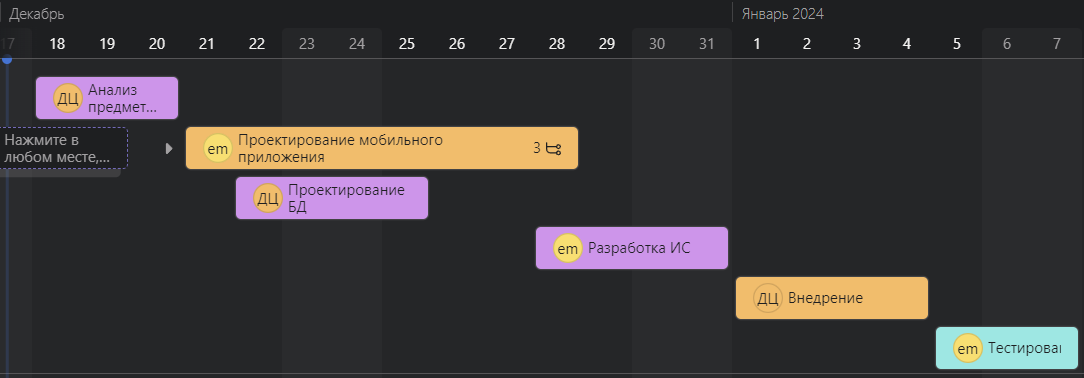 Декабрь
Январь 2024
17 18 19 20 21 22 23 24 25 26 27 28 29 30 31 1 2 3 4 5 6 7
ДЦ
Анализ
предмет...
Нажмите в
любом месте,...
em
Проектирование мобильного
приложения
3
ДЦ
Проектирование
БД
em
Разработка ИС
ДЦ
Внедрение
em
Тестирован